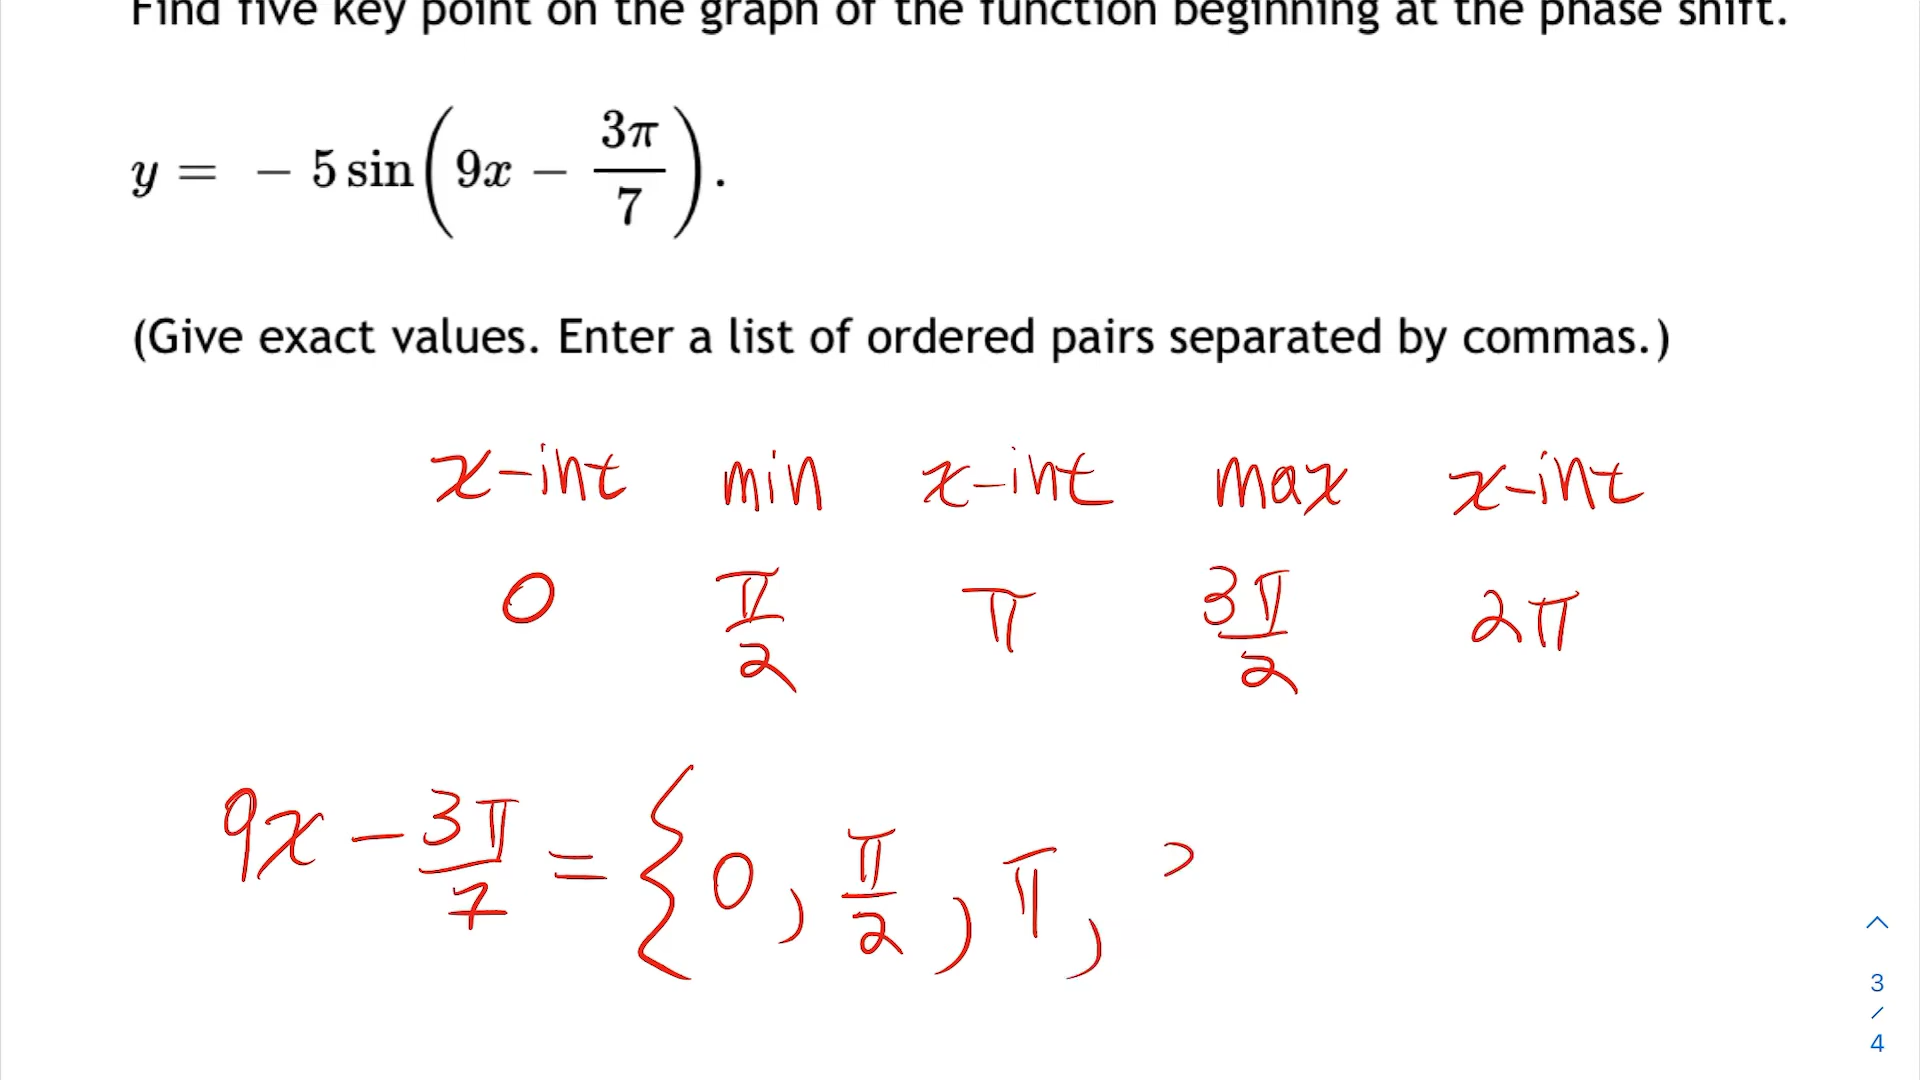 Find five key point on the graph of the function beginning at the phase shift.
y = − 5 sin(9x − 3π/7).
(Give exact values. Enter a list of ordered pairs separated by commas.)
x-int min x-int max x-int
0 π/2 π 3π/2 2π
9x − 3π/7 = {0, π/2, π,
3
/
4